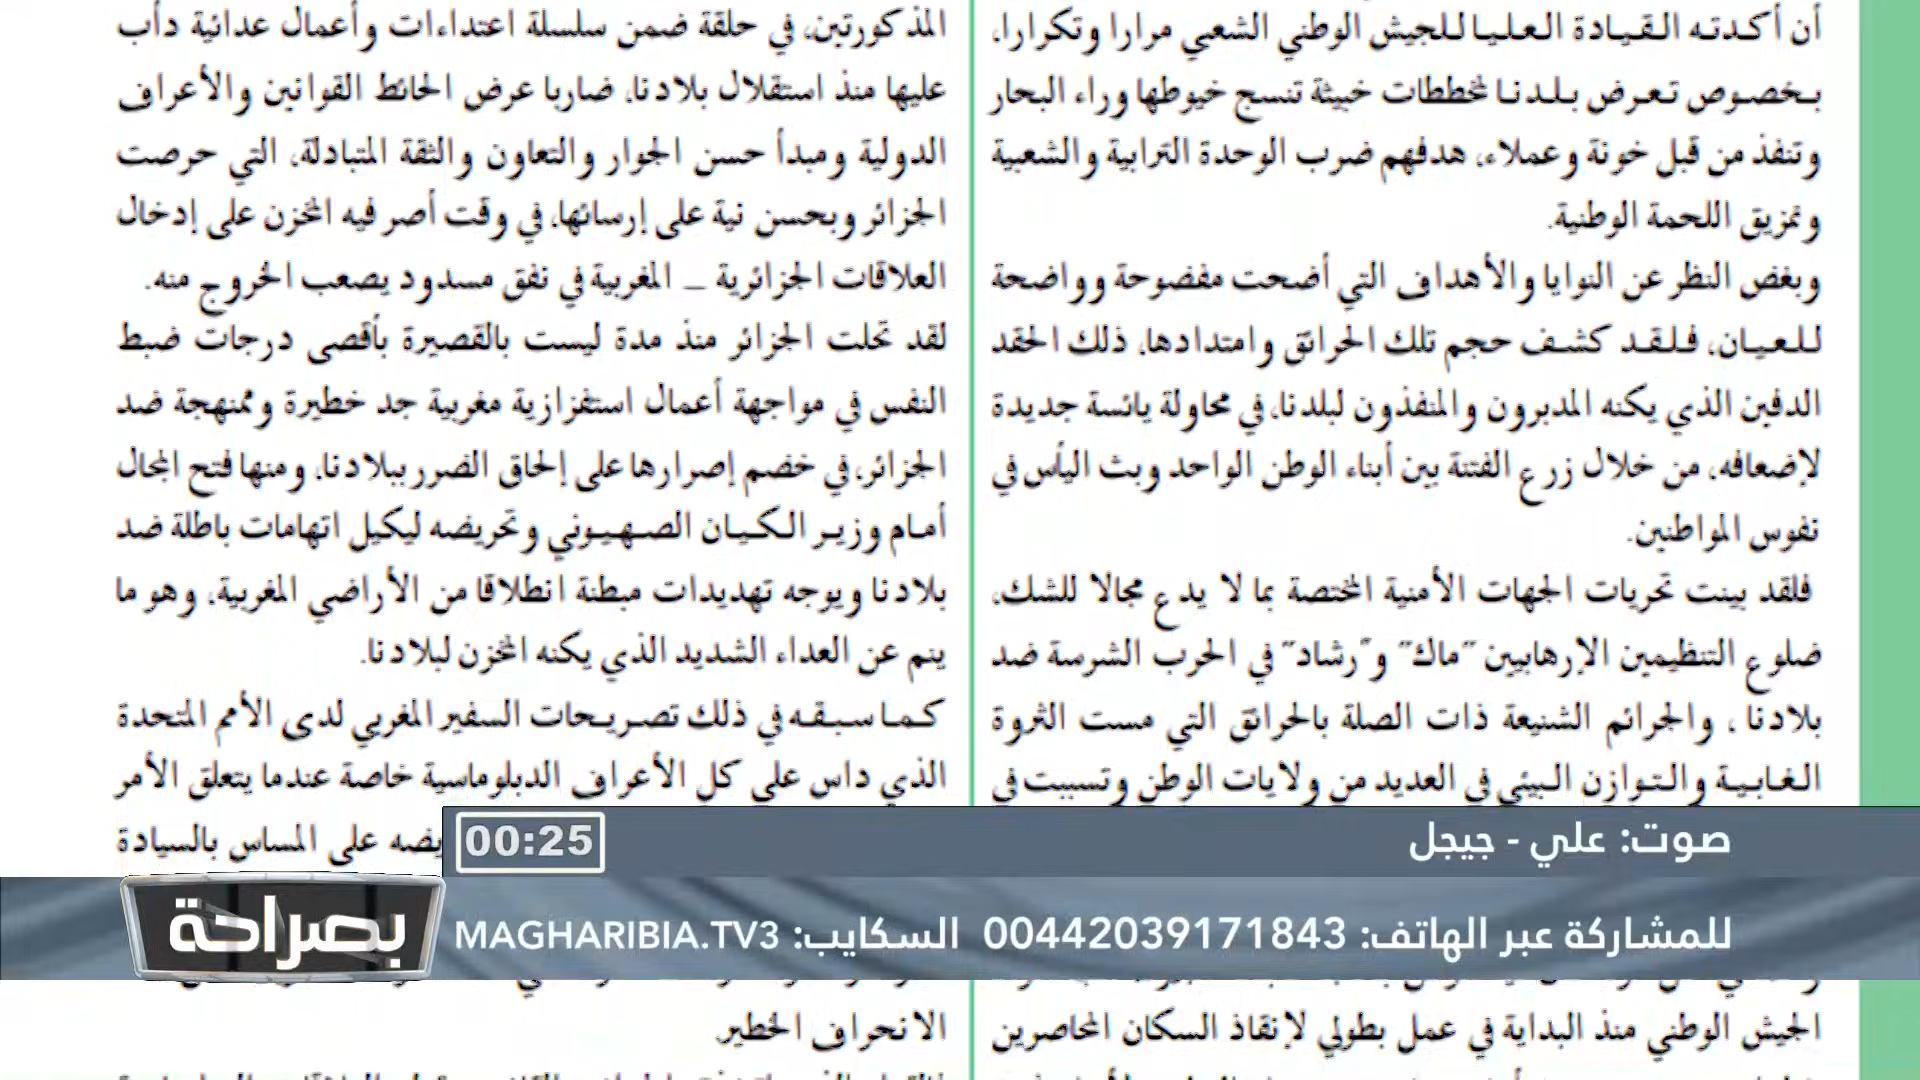 أن أكدته القيادة العليا للجيش الوطني الشعبي مرارا وتكرارا،
بخصوص تعرض بلدنا لمخططات خبيثة تنسج خيوطها وراء البحار
وتنفذ من قبل خونة وعملاء، هدفهم ضرب الوحدة الترابية والشعبية
وتمزيق اللحمة الوطنية.
وبغض النظر عن النوايا والأهداف التي أضحت مفضوحة وواضحة
للعيان، فلقد كشف حجم تلك الحرائق وامتدادها، ذلك الحقد
الدفين الذي يكنه المدبرون والمنفذون لبلدنا، في محاولة يائسة جديدة
لإضعافه، من خلال زرع الفتنة بين أبناء الوطن الواحد وبث اليأس في
نفوس المواطنين.
فلقد بينت تحريات الجهات الأمنية المختصة بما لا يدع مجالا للشك،
ضلوع التنظيمين الإرهابيين "ماك" و"رشاد" في الحرب الشرسة ضد
بلادنا ، والجرائم الشنيعة ذات الصلة بالحرائق التي مست الثروة
الغابية والتوازن البيئي في العديد من ولايات الوطن وتسببت في
الجيش الوطني منذ البداية في عمل بطولي لإنقاذ السكان المحاصرين
المذكورتين، في حلقة ضمن سلسلة اعتداءات وأعمال عدائية دأب
عليها منذ استقلال بلادنا، ضاربا عرض الحائط القوانين والأعراف
الدولية ومبدأ حسن الجوار والتعاون والثقة المتبادلة، التي حرصت
الجزائر وبحسن نية على إرسائها، في وقت أصر فيه المخزن على إدخال
العلاقات الجزائرية – المغربية في نفق مسدود يصعب الخروج منه.
لقد تحلت الجزائر منذ مدة ليست بالقصيرة بأقصى درجات ضبط
النفس في مواجهة أعمال استفزازية مغربية جد خطيرة وممنهجة ضد
الجزائر، في خضم إصرارها على إلحاق الضرر ببلادنا، ومنها فتح المجال
أمام وزير الكيان الصهيوني وتحريضه ليكيل اتهامات باطلة ضد
بلادنا ويوجه تهديدات مبطنة انطلاقا من الأراضي المغربية، وهو ما
ينم عن العداء الشديد الذي يكنه المخزن لبلادنا.
كما سبقه في ذلك تصريحات السفير المغربي لدى الأمم المتحدة
الذي داس على كل الأعراف الدبلوماسية خاصة عندما يتعلق الأمر
على المساس بالسيادة
الانحراف الخطير.
صوت: علي - جيجل
00:25
للمشاركة عبر الهاتف: 00442039171843 السكايب: MAGHARIBIA.TV3
بصراحة